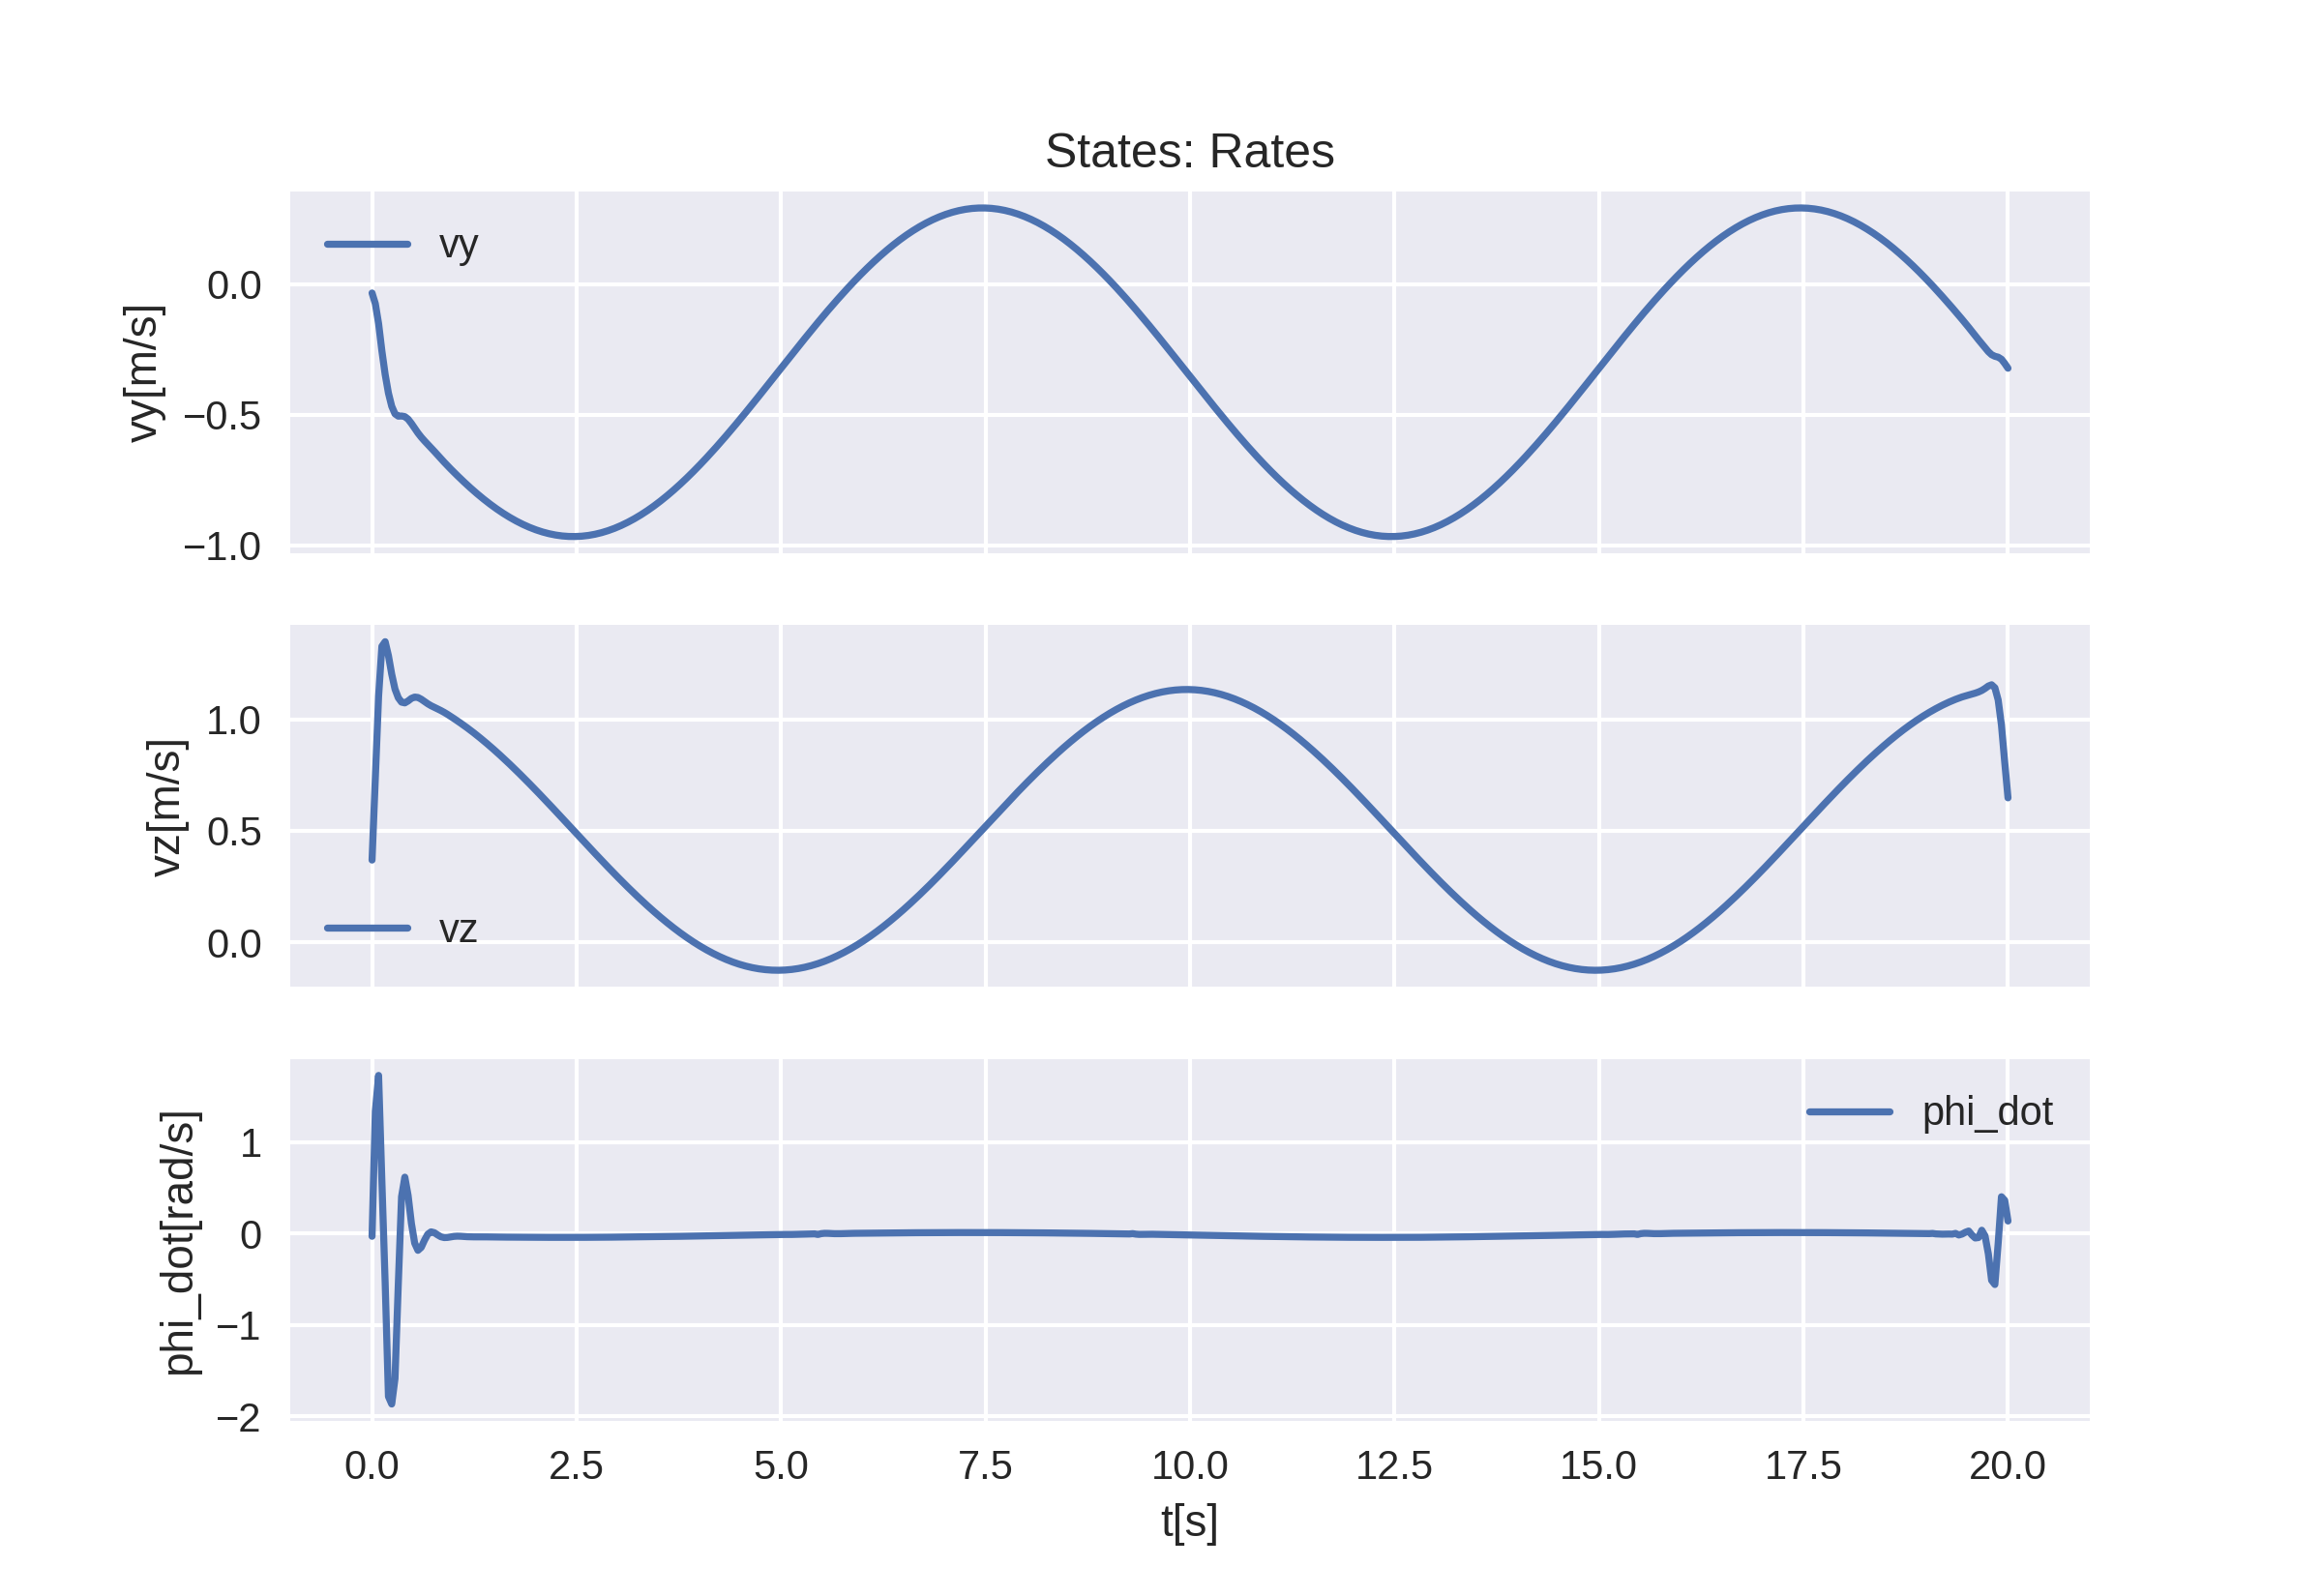 States: Rates
vy
vy[m/s]
0.0
−0.5
−1.0
vz[m/s]
1.0
0.5
0.0
vz
phi_dot
phi_dot[rad/s]
1
0
−1
−2
0.0 2.5 5.0 7.5 10.0 12.5 15.0 17.5 20.0
t[s]